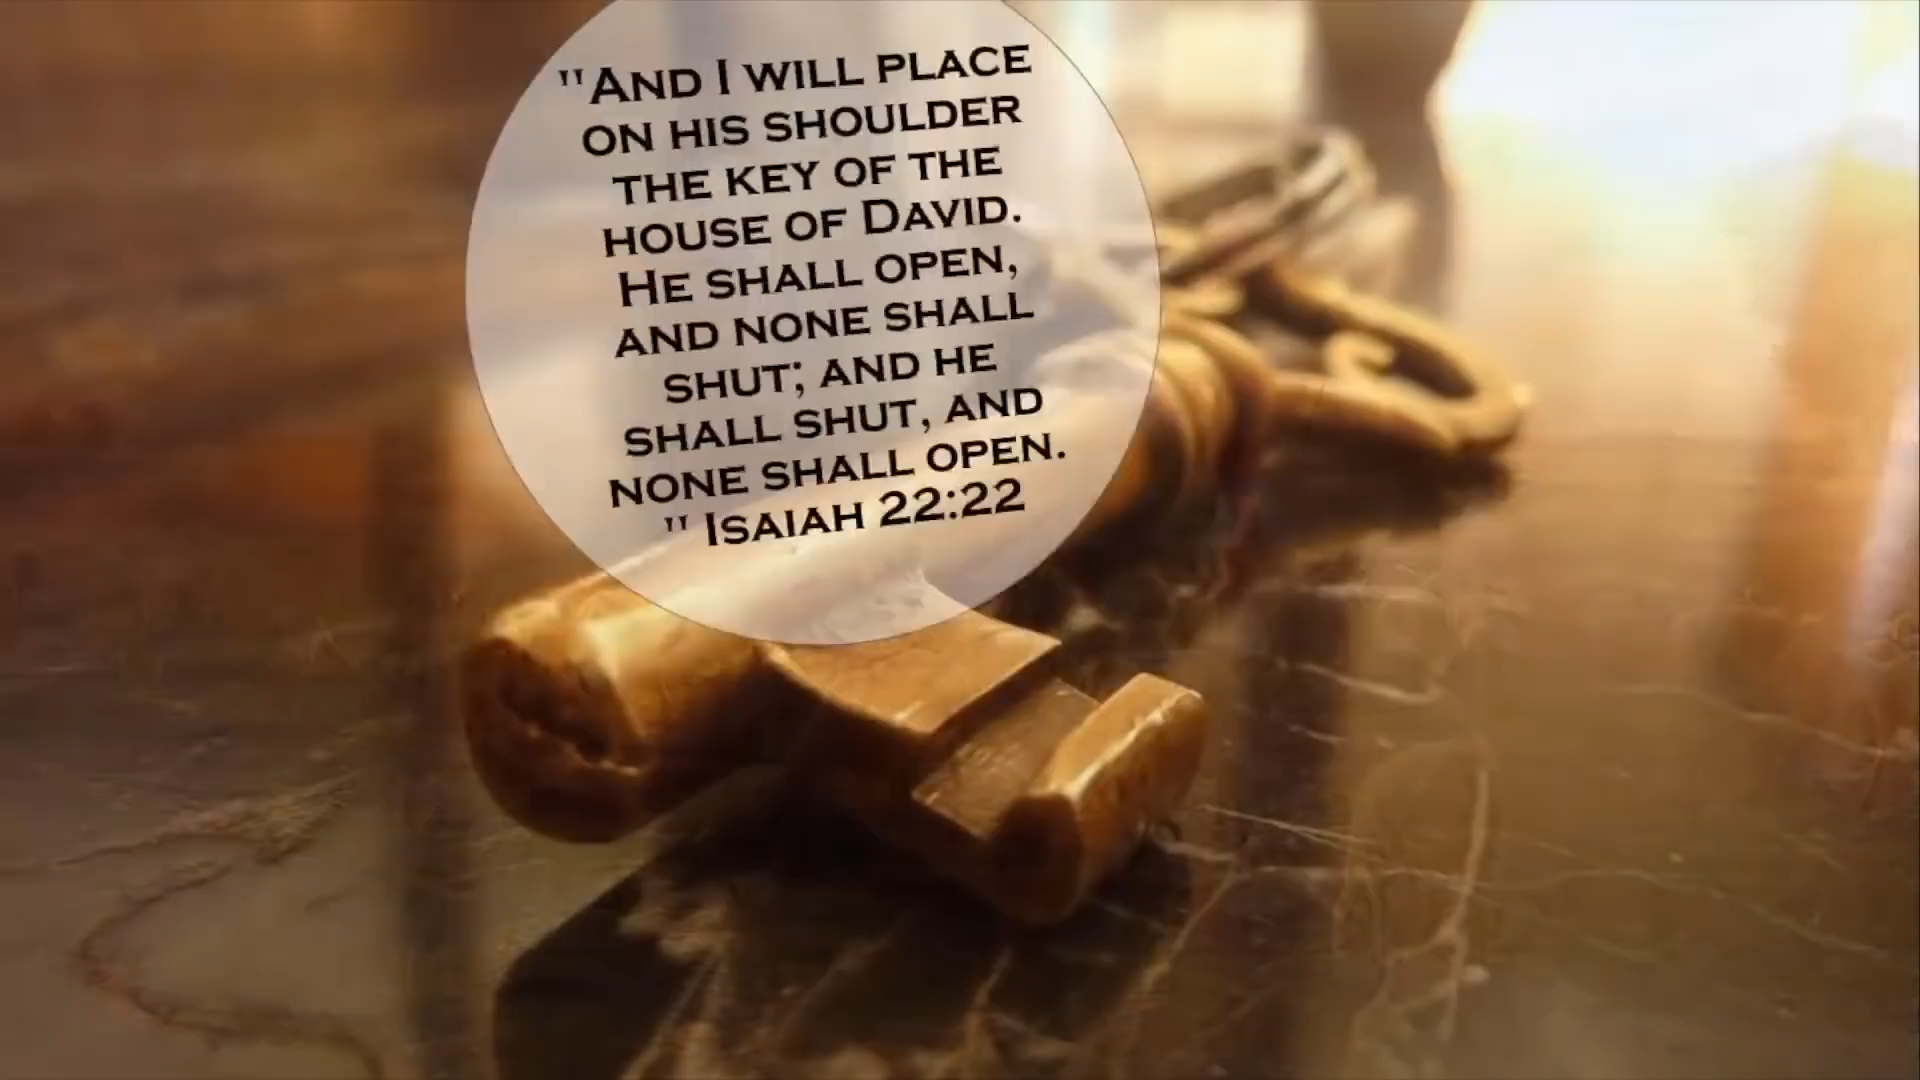 "And I will place
on his shoulder
the key of the
house of David.
He shall open,
and none shall
shut; and he
shall shut, and
none shall open.
" Isaiah 22:22